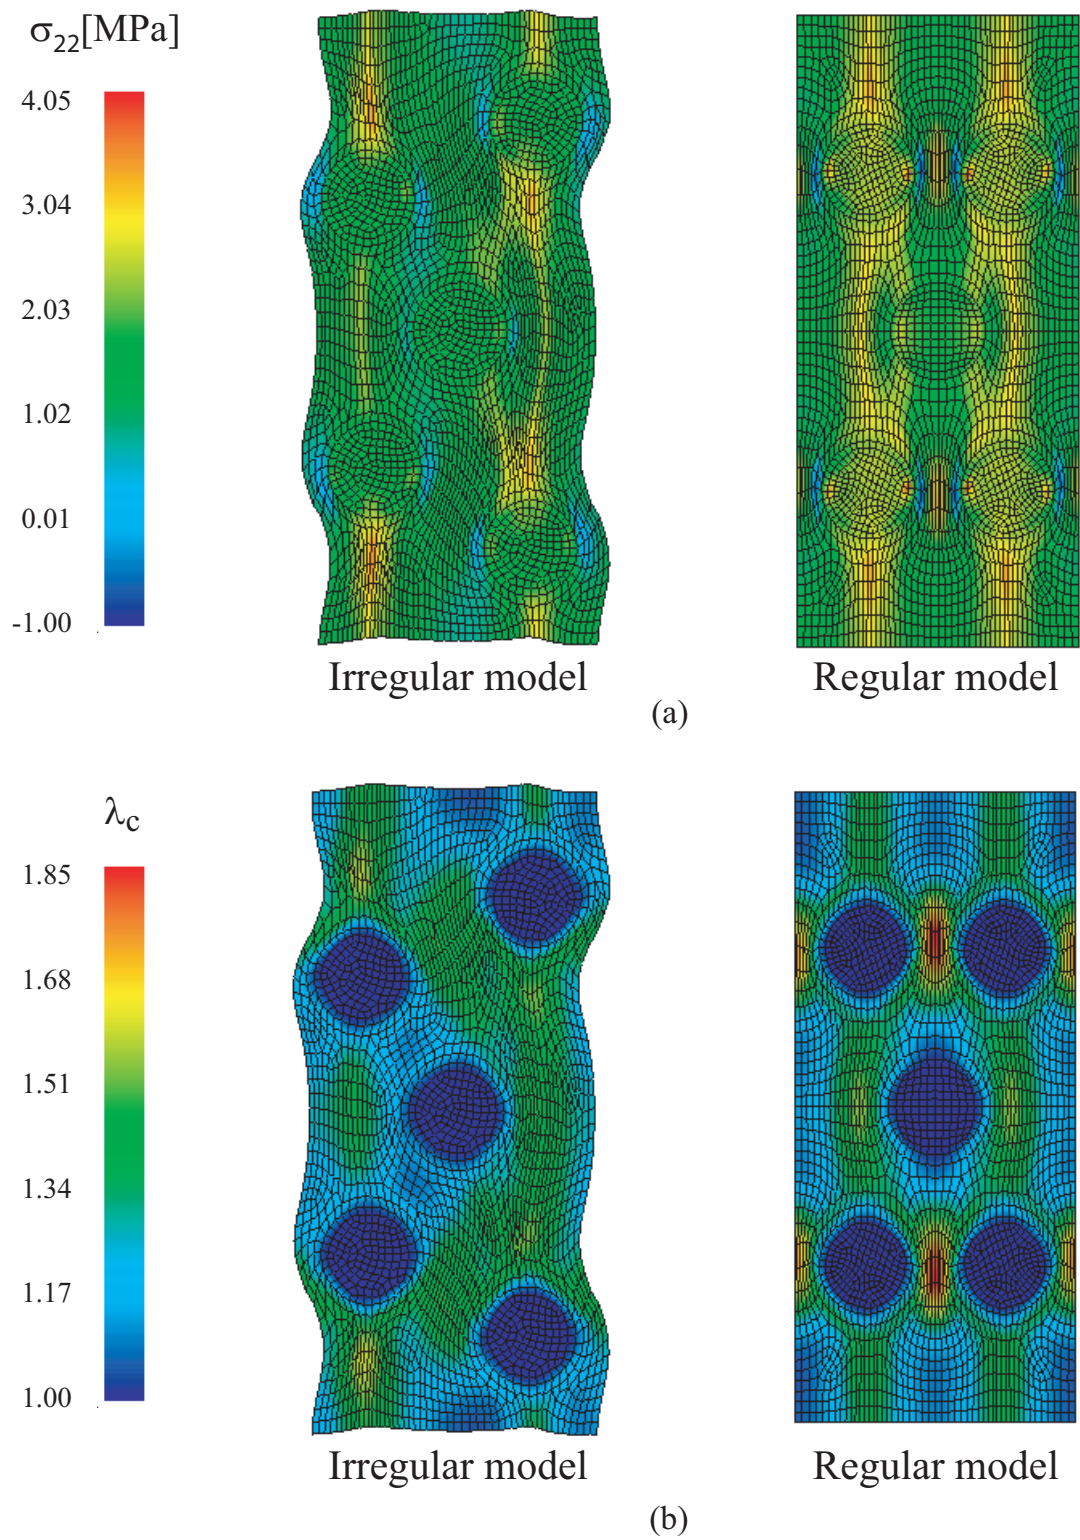 σ22[MPa]
4.05
3.04
2.03
1.02
0.01
-1.00
Irregular model
Regular model
(a)
λc
1.85
1.68
1.51
1.34
1.17
1.00
Irregular model
Regular model
(b)